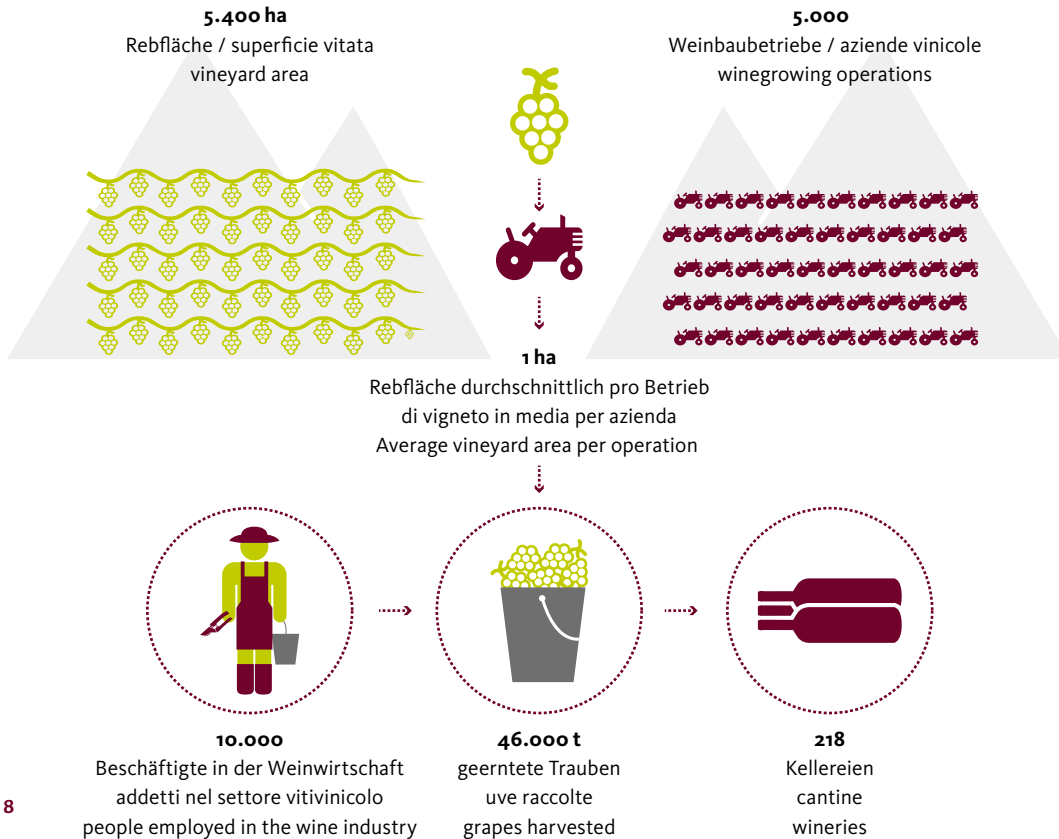 5.400 ha
Rebfläche / superficie vitata
vineyard area
5.000
Weinbaubetriebe / aziende vinicole
winegrowing operations
1 ha
Rebfläche durchschnittlich pro Betrieb
di vigneto in media per azienda
Average vineyard area per operation
10.000
Beschäftigte in der Weinwirtschaft
addetti nel settore vitivinicolo
people employed in the wine industry
46.000 t
geerntete Trauben
uve raccolte
grapes harvested
218
Kellereien
cantine
wineries
8